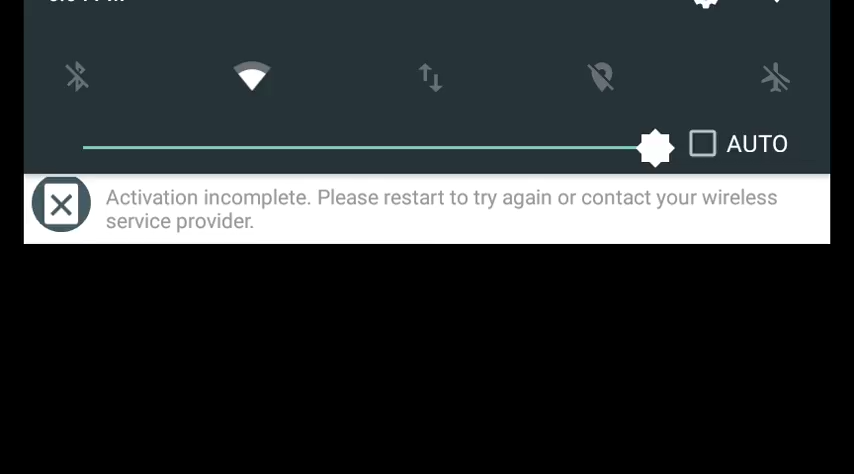 AUTO
Activation incomplete. Please restart to try again or contact your wireless
service provider.